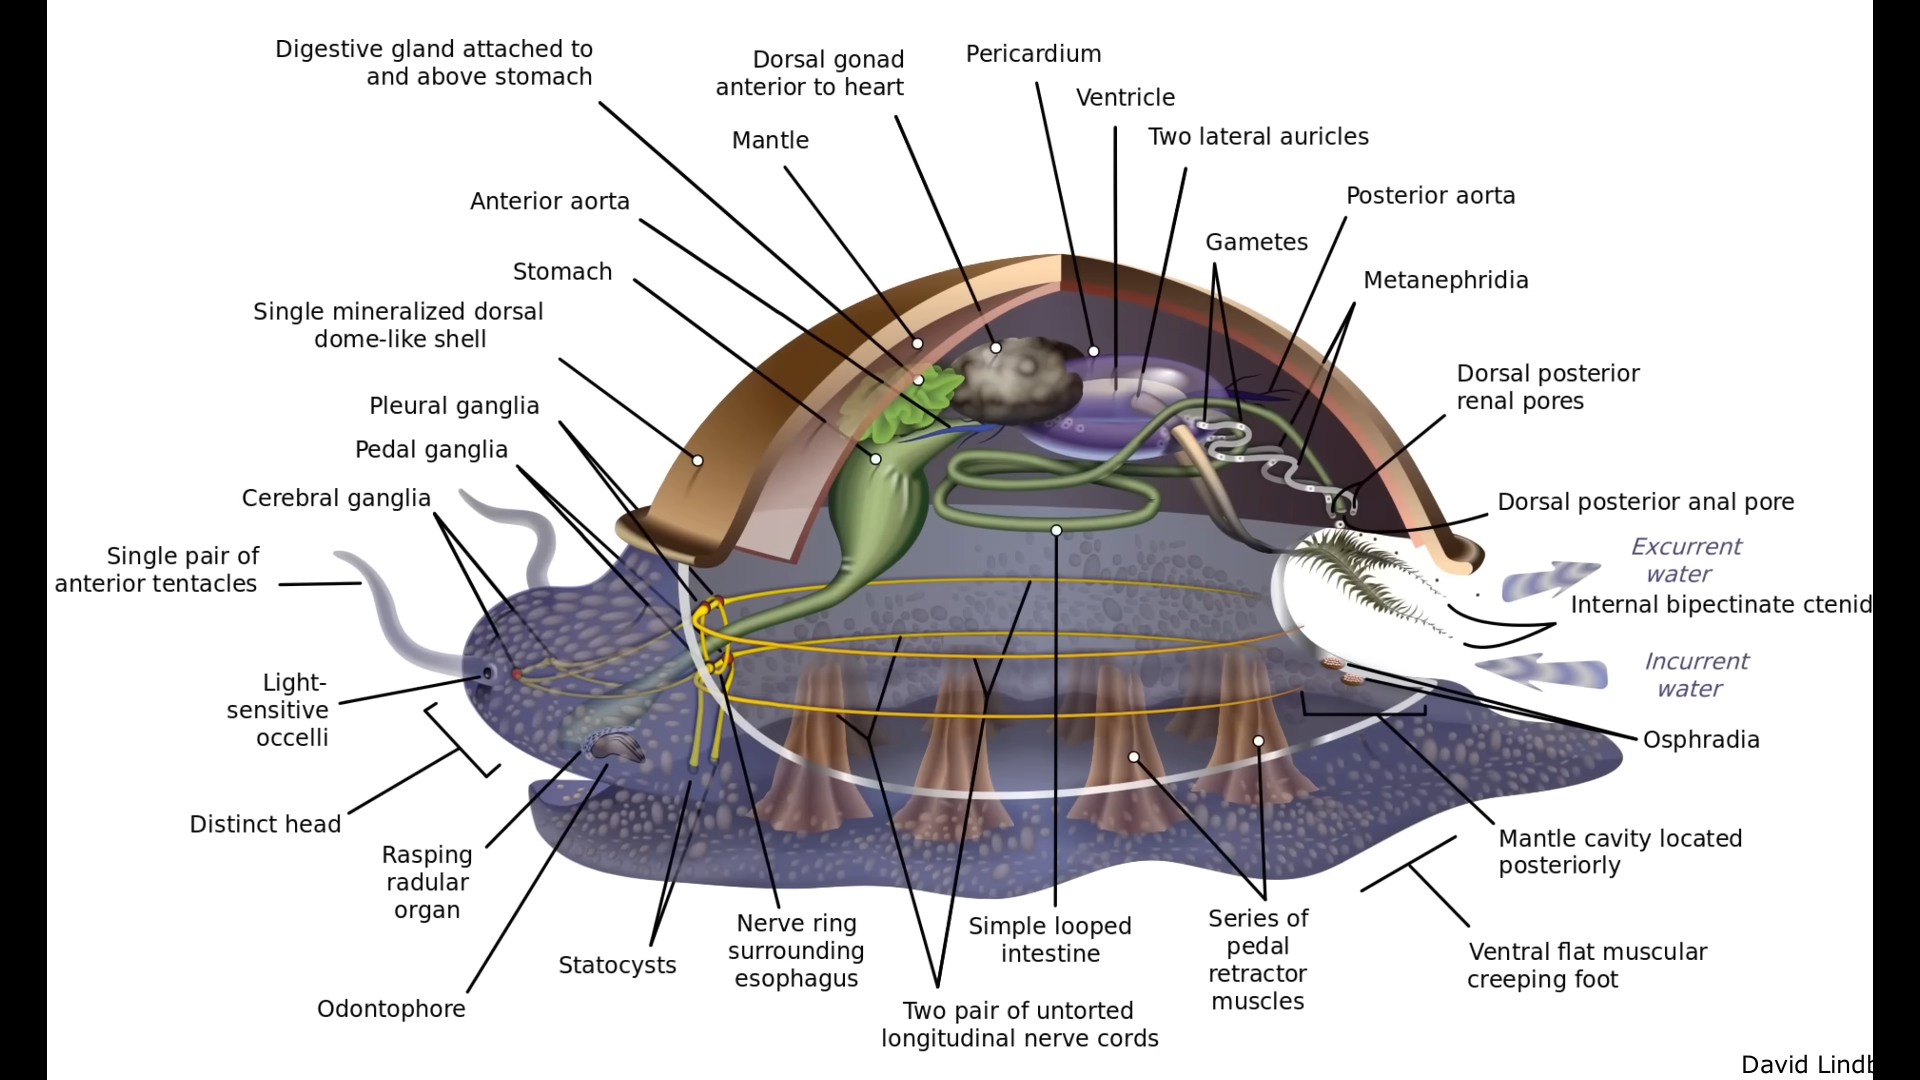 Digestive gland attached to
and above stomach
Dorsal gonad
anterior to heart
Pericardium
Ventricle
Mantle
Two lateral auricles
Anterior aorta
Posterior aorta
Gametes
Stomach
Metanephridia
Single mineralized dorsal
dome-like shell
Dorsal posterior
renal pores
Pleural ganglia
Pedal ganglia
Cerebral ganglia
Dorsal posterior anal pore
Single pair of
anterior tentacles
Excurrent
water
Internal bipectinate ctenid
Incurrent
water
Light-
sensitive
occelli
Osphradia
Distinct head
Mantle cavity located
posteriorly
Rasping
radular
organ
Nerve ring
surrounding
esophagus
Simple looped
intestine
Series of
pedal
retractor
muscles
Statocysts
Ventral flat muscular
creeping foot
Odontophore
Two pair of untorted
longitudinal nerve cords
David Lindb